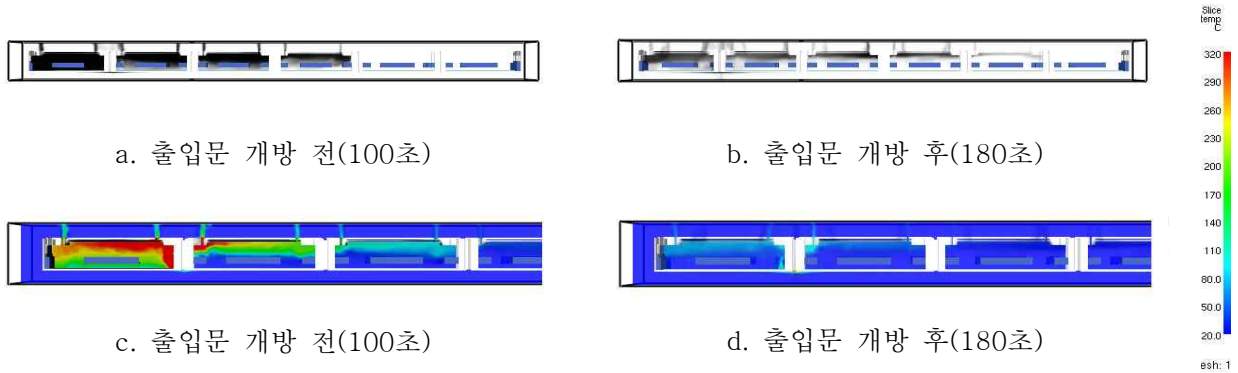 Slice
temp
C
320
290
260
230
200
170
140
110
80.0
50.0
20.0
esh: 1
a. 출입문 개방 전(100초)
b. 출입문 개방 후(180초)
c. 출입문 개방 전(100초)
d. 출입문 개방 후(180초)